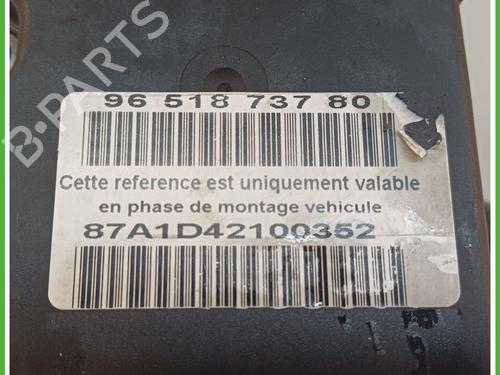 96 518 737 80
Cette reference est uniquement valable
en phase de montage vehicule
87A1D42100352
B-PARTS